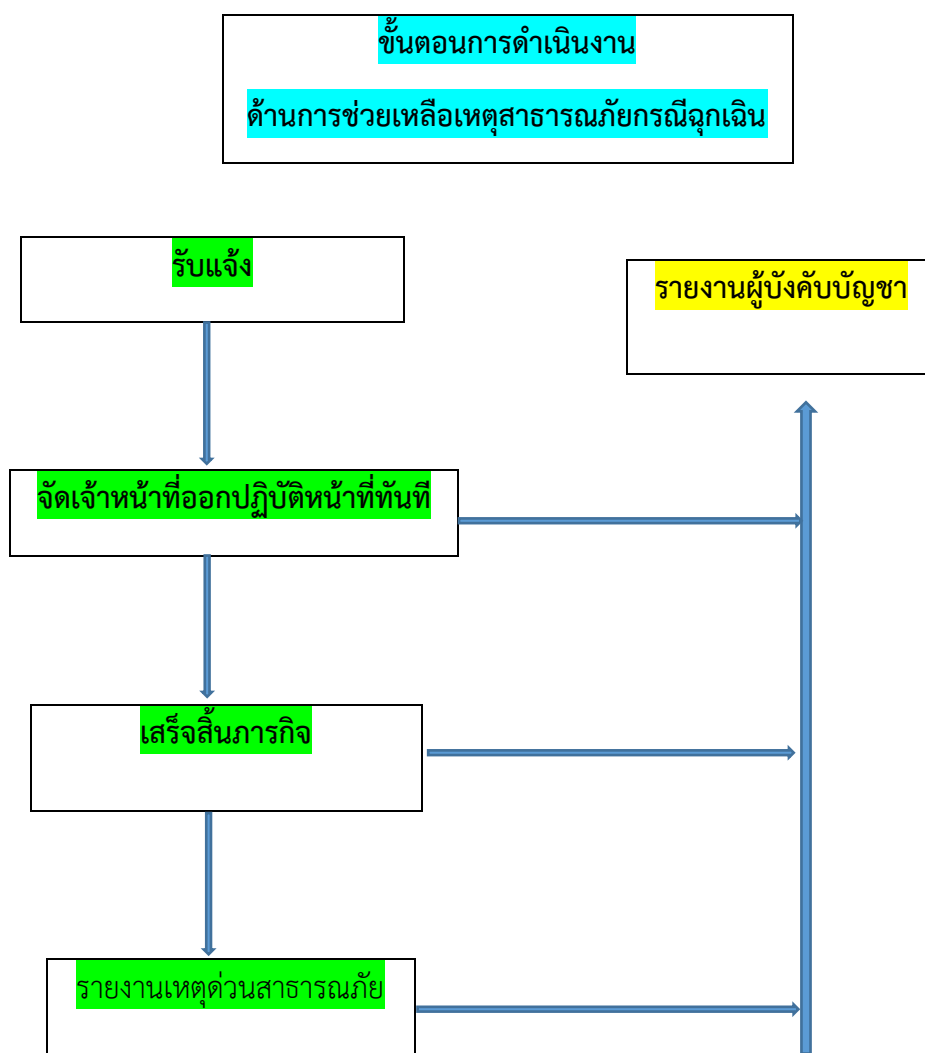 ขั้นตอนการดำเนินงาน
ด้านการช่วยเหลือเหตุสาธารณภัยกรณีฉุกเฉิน
รับแจ้ง
รายงานผู้บังคับบัญชา
จัดเจ้าหน้าที่ออกปฏิบัติหน้าที่ทันที
เสร็จสิ้นภารกิจ
รายงานเหตุด่วนสาธารณภัย